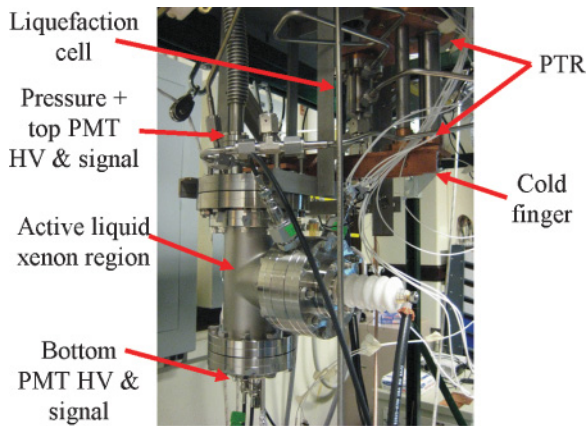 Liquefaction
cell
Pressure +
top PMT
HV & signal
Active liquid
xenon region
Bottom
PMT HV &
signal
PTR
Cold
finger